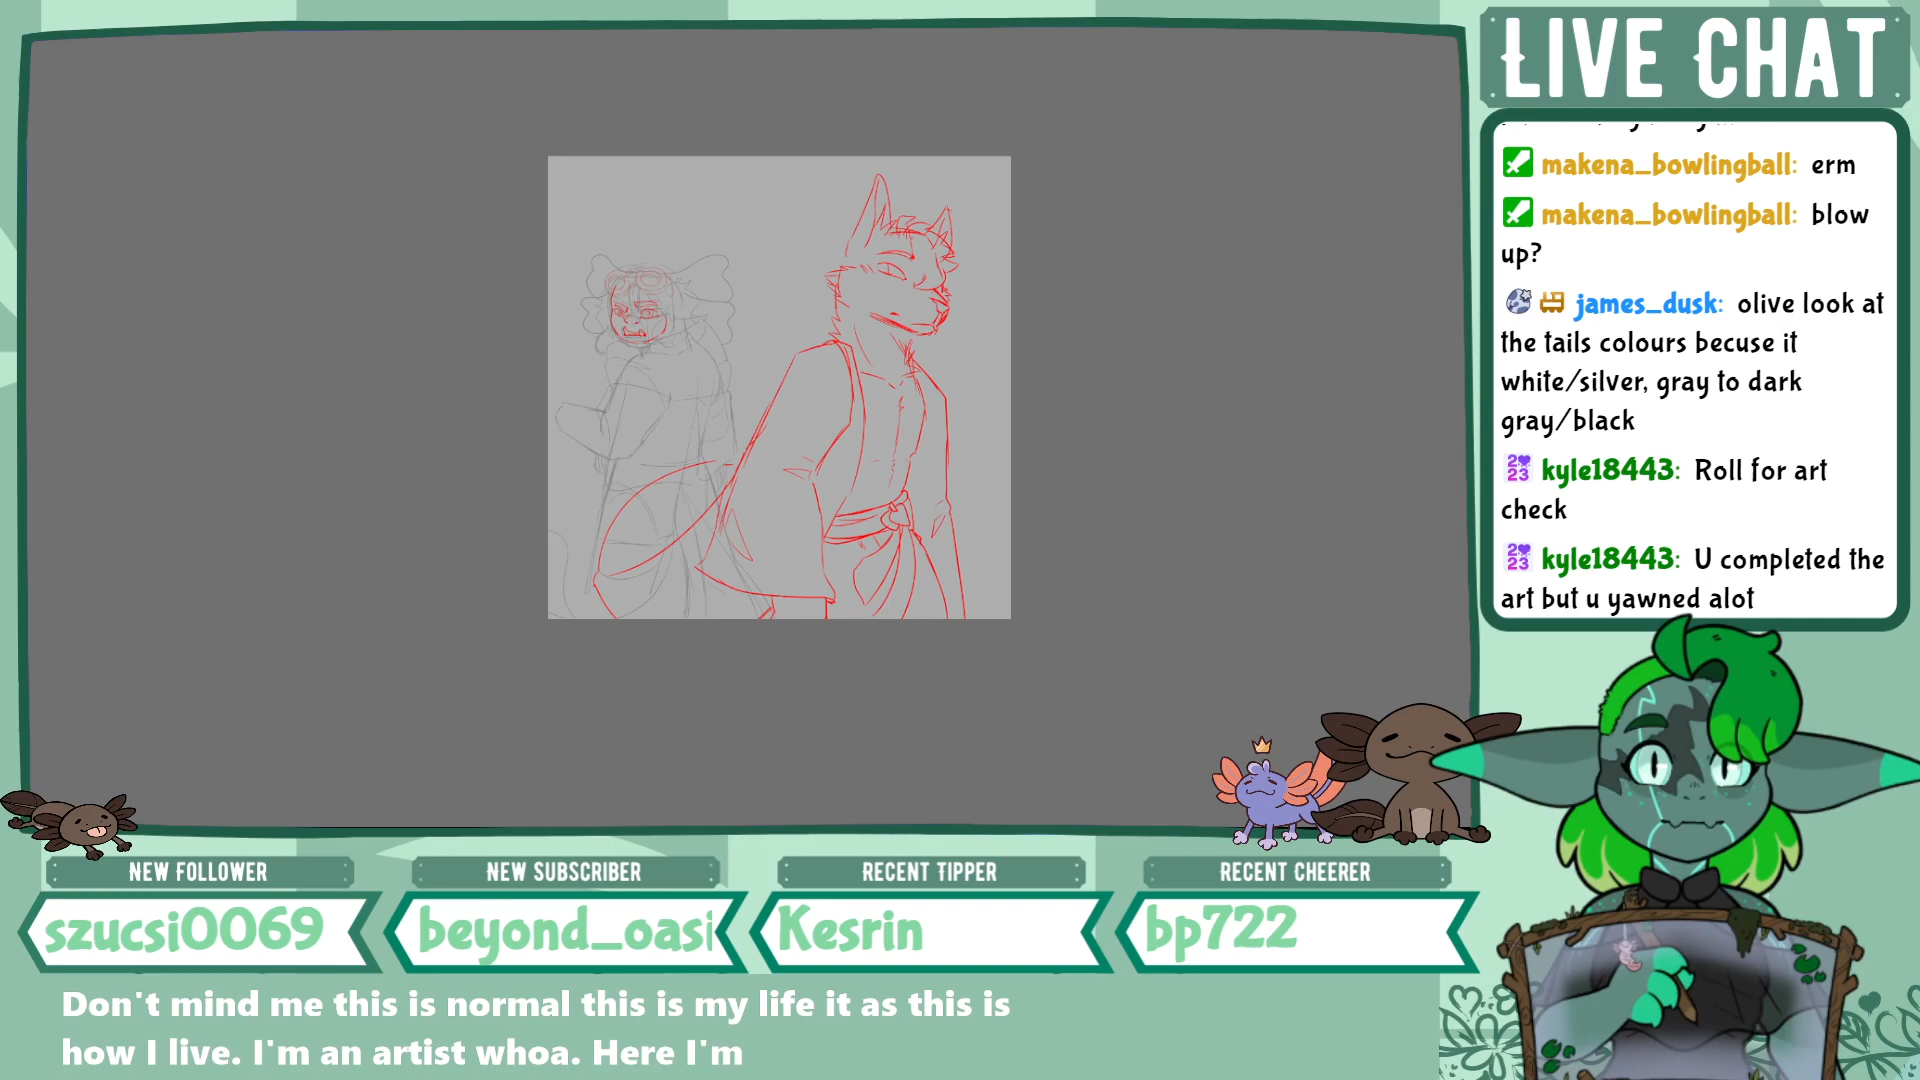 LIVE CHAT
makena_bowlingball: erm
makena_bowlingball: blow
up?
james_dusk: olive look at
the tails colours becuse it
white/silver, gray to dark
gray/black
2023 kyle18443: Roll for art
check
2023 kyle18443: U completed the
art but u yawned alot
NEW FOLLOWER
szucsi0069
NEW SUBSCRIBER
beyond_oasi
RECENT TIPPER
Kesrin
RECENT CHEERER
bp722
Don't mind me this is normal this is my life it as this is
how I live. I'm an artist whoa. Here I'm